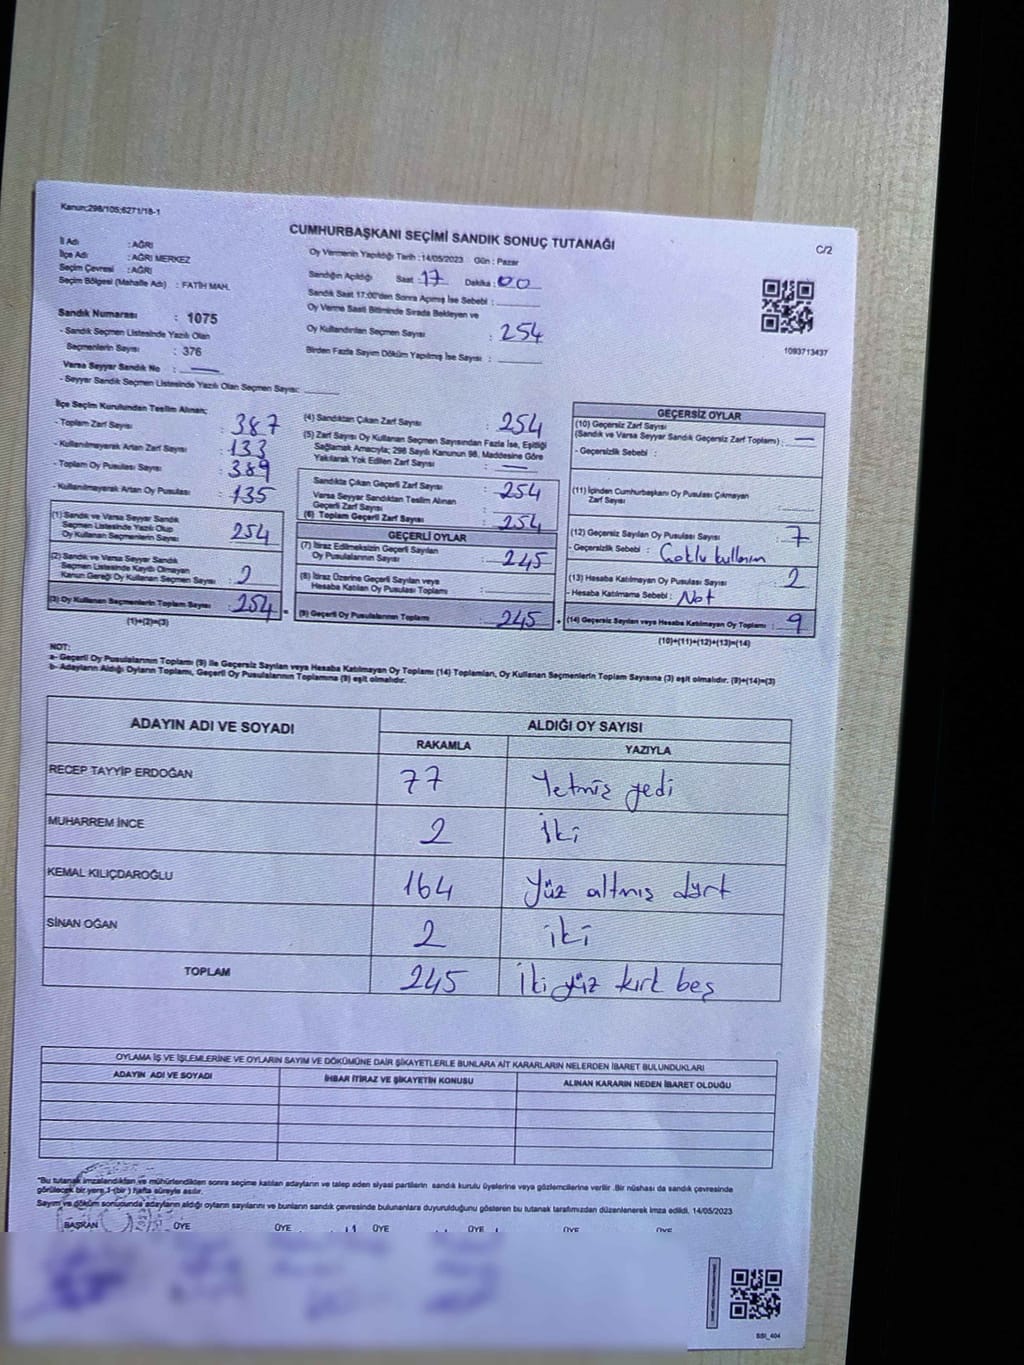 Kanun;298/105;6271/18-1
CUMHURBAŞKANI SEÇİMİ SANDIK SONUÇ TUTANAĞI
C/2
İl Adı : AĞRI
İlçe Adı : AĞRI MERKEZ
Seçim Çevresi : AĞRI
Seçim Bölgesi (Mahalle Adı) : FATİH MAH.
Sandık Numarası : 1075
- Sandık Seçmen Listesinde Yazılı Olan
Seçmenlerin Sayısı : 376
Varsa Seyyar Sandık No : —
- Seyyar Sandık Seçmen Listesinde Yazılı Olan Seçmen Sayısı:
Oy Vermenin Yapıldığı Tarih :14/05/2023 Gün : Pazar
Sandığın Açıldığı Saat : 17 Dakika : 00
Sandık Saat 17:00'den Sonra Açılmış İse Sebebi :
Oy Verme Saati Bitiminde Sırada Bekleyen ve
Oy Kullandırılan Seçmen Sayısı : 254
Birden Fazla Sayım Döküm Yapılmış İse Sayısı :
1093713437
İlçe Seçim Kurulundan Teslim Alınan;
- Toplam Zarf Sayısı : 387
- Kullanılmayarak Artan Zarf Sayısı : 133
- Toplam Oy Pusulası Sayısı : 389
- Kullanılmayarak Artan Oy Pusulası : 135
(1) Sandık ve Varsa Seyyar Sandık
Seçmen Listesinde Yazılı Olup
Oy Kullanan Seçmenlerin Sayısı : 254
(2) Sandık ve Varsa Seyyar Sandık
Seçmen Listesinde Kayıtlı Olmayan
Kanun Gereği Oy Kullanan Seçmen Sayısı : 2
(3) Oy Kullanan Seçmenlerin Toplam Sayısı : 254 =
(1)+(2)=(3)
(4) Sandıktan Çıkan Zarf Sayısı : 254
(5) Zarf Sayısı Oy Kullanan Seçmen Sayısından Fazla İse, Eşitliği
Sağlamak Amacıyla; 298 Sayılı Kanunun 98. Maddesine Göre
Yakılarak Yok Edilen Zarf Sayısı : —
Sandıkta Çıkan Geçerli Zarf Sayısı : 254
Varsa Seyyar Sandıktan Teslim Alınan
Geçerli Zarf Sayısı :
(6) Toplam Geçerli Zarf Sayısı : 254
GEÇERLİ OYLAR
(7) İtiraz Edilmeksizin Geçerli Sayılan
Oy Pusulalarının Sayısı : 245
(8) İtiraz Üzerine Geçerli Sayılan veya
Hesaba Katılan Oy Pusulası Toplamı :
(9) Geçerli Oy Pusulalarının Toplamı : 245 +
GEÇERSİZ OYLAR
(10) Geçersiz Zarf Sayısı
(Sandık ve Varsa Seyyar Sandık Geçersiz Zarf Toplamı) : —
- Geçersizlik Sebebi :
(11) İçinden Cumhurbaşkanı Oy Pusulası Çıkmayan
Zarf Sayısı :
(12) Geçersiz Sayılan Oy Pusulası Sayısı : 7
- Geçersizlik Sebebi : Çoklu kullanım
(13) Hesaba Katılmayan Oy Pusulası Sayısı : 2
- Hesaba Katılmama Sebebi : Not
(14) Geçersiz Sayılan veya Hesaba Katılmayan Oy Toplamı : 9
(10)+(11)+(12)+(13)=(14)
NOT:
a- Geçerli Oy Pusulalarının Toplamı (9) ile Geçersiz Sayılan veya Hesaba Katılmayan Oy Toplamı (14) Toplamları, Oy Kullanan Seçmenlerin Toplam Sayısına (3) eşit olmalıdır. (9)+(14)=(3)
b- Adayların Aldığı Oyların Toplamı, Geçerli Oy Pusulalarının Toplamına (9) eşit olmalıdır.
ADAYIN ADI VE SOYADI ALDIĞI OY SAYISI
RAKAMLA YAZIYLA
RECEP TAYYİP ERDOĞAN 77 Yetmiş yedi
MUHARREM İNCE 2 iki
KEMAL KILIÇDAROĞLU 164 Yüz altmış dört
SİNAN OĞAN 2 iki
TOPLAM 245 İki yüz kırk beş
OYLAMA İŞ VE İŞLEMLERİNE VE OYLARIN SAYIM VE DÖKÜMÜNE DAİR ŞİKAYETLERLE BUNLARA AİT KARARLARIN NELERDEN İBARET BULUNDUKLARI
ADAYIN ADI VE SOYADI İHBAR İTİRAZ VE ŞİKAYETİN KONUSU ALINAN KARARIN NEDEN İBARET OLDUĞU
"Bu tutanak imzalandıktan ve mühürlendikten sonra seçime katılan adayların ve talep eden siyasi partilerin sandık kurulu üyelerine veya gözlemcilerine verilir .Bir nüshası da sandık çevresinde
görülecek bir yere 1 (bir ) hafta süreyle asılır.
Sayım ve döküm sonucunda adayların aldığı oyların sayılarını ve bunların sandık çevresinde bulunanlara duyurulduğunu gösteren bu tutanak tarafımızdan düzenlenerek imza edildi. 14/05/2023
BAŞKAN ÜYE ÜYE ÜYE ÜYE ÜYE ÜYE
SSI_404